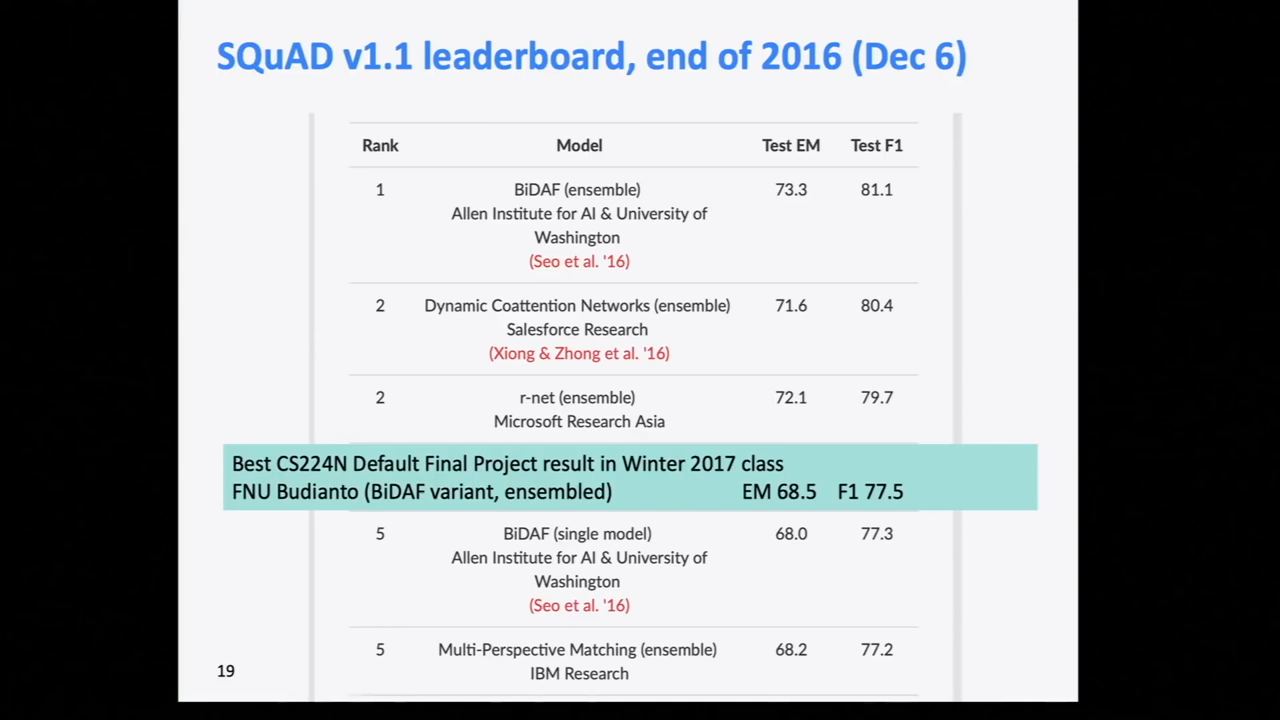 SQuAD v1.1 leaderboard, end of 2016 (Dec 6)
Rank Model Test EM Test F1
1 BiDAF (ensemble) 73.3 81.1
Allen Institute for AI & University of
Washington
(Seo et al. '16)
2 Dynamic Coattention Networks (ensemble) 71.6 80.4
Salesforce Research
(Xiong & Zhong et al. '16)
2 r-net (ensemble) 72.1 79.7
Microsoft Research Asia
Best CS224N Default Final Project result in Winter 2017 class
FNU Budianto (BiDAF variant, ensembled) EM 68.5 F1 77.5
5 BiDAF (single model) 68.0 77.3
Allen Institute for AI & University of
Washington
(Seo et al. '16)
5 Multi-Perspective Matching (ensemble) 68.2 77.2
IBM Research
19